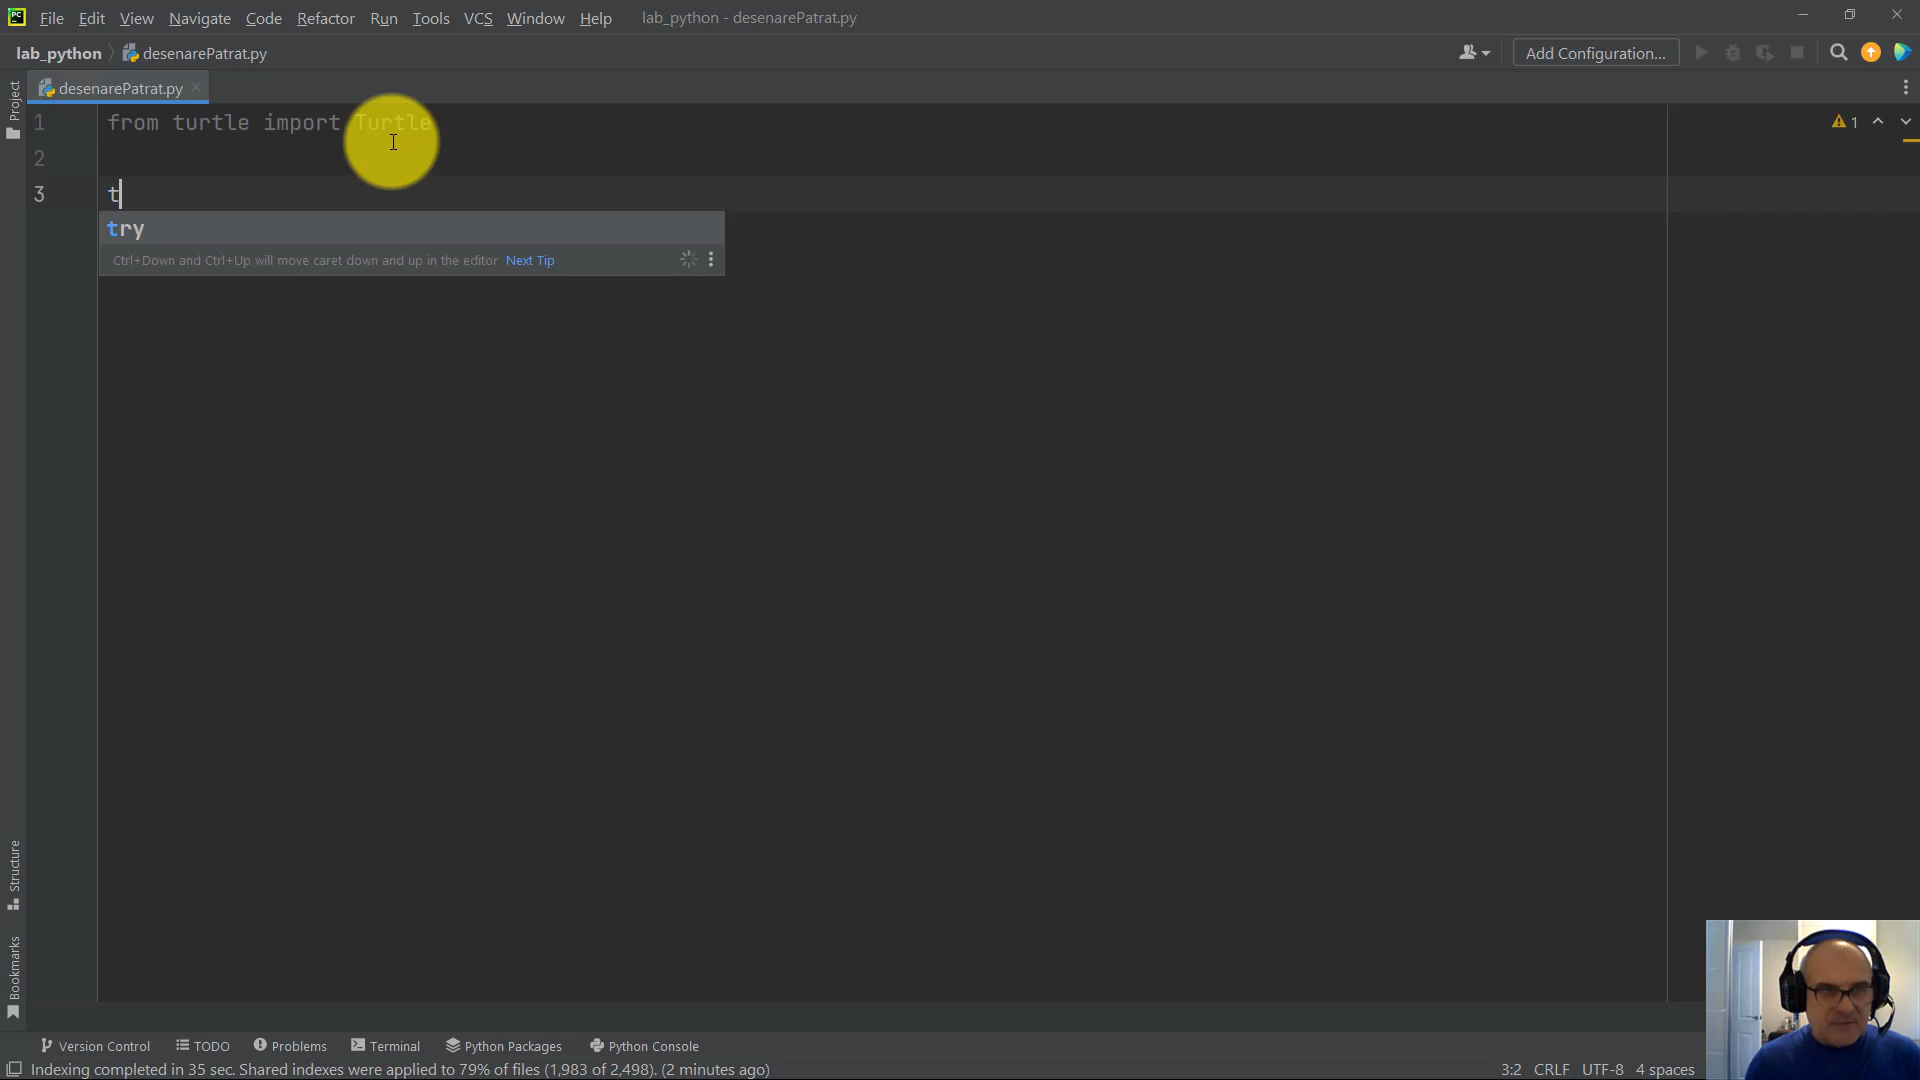 PC File Edit View Navigate Code Refactor Run Tools VCS Window Help lab_python - desenarePatrat.py
lab_python desenarePatrat.py Add Configuration...
desenarePatrat.py
Project
1 from turtle import Turtle
1
2
3 t
try
Ctrl+Down and Ctrl+Up will move caret down and up in the editor Next Tip
Structure
Bookmarks
Version Control TODO Problems Terminal Python Packages Python Console
Indexing completed in 35 sec. Shared indexes were applied to 79% of files (1,983 of 2,498). (2 minutes ago) 3:2 CRLF UTF-8 4 spaces